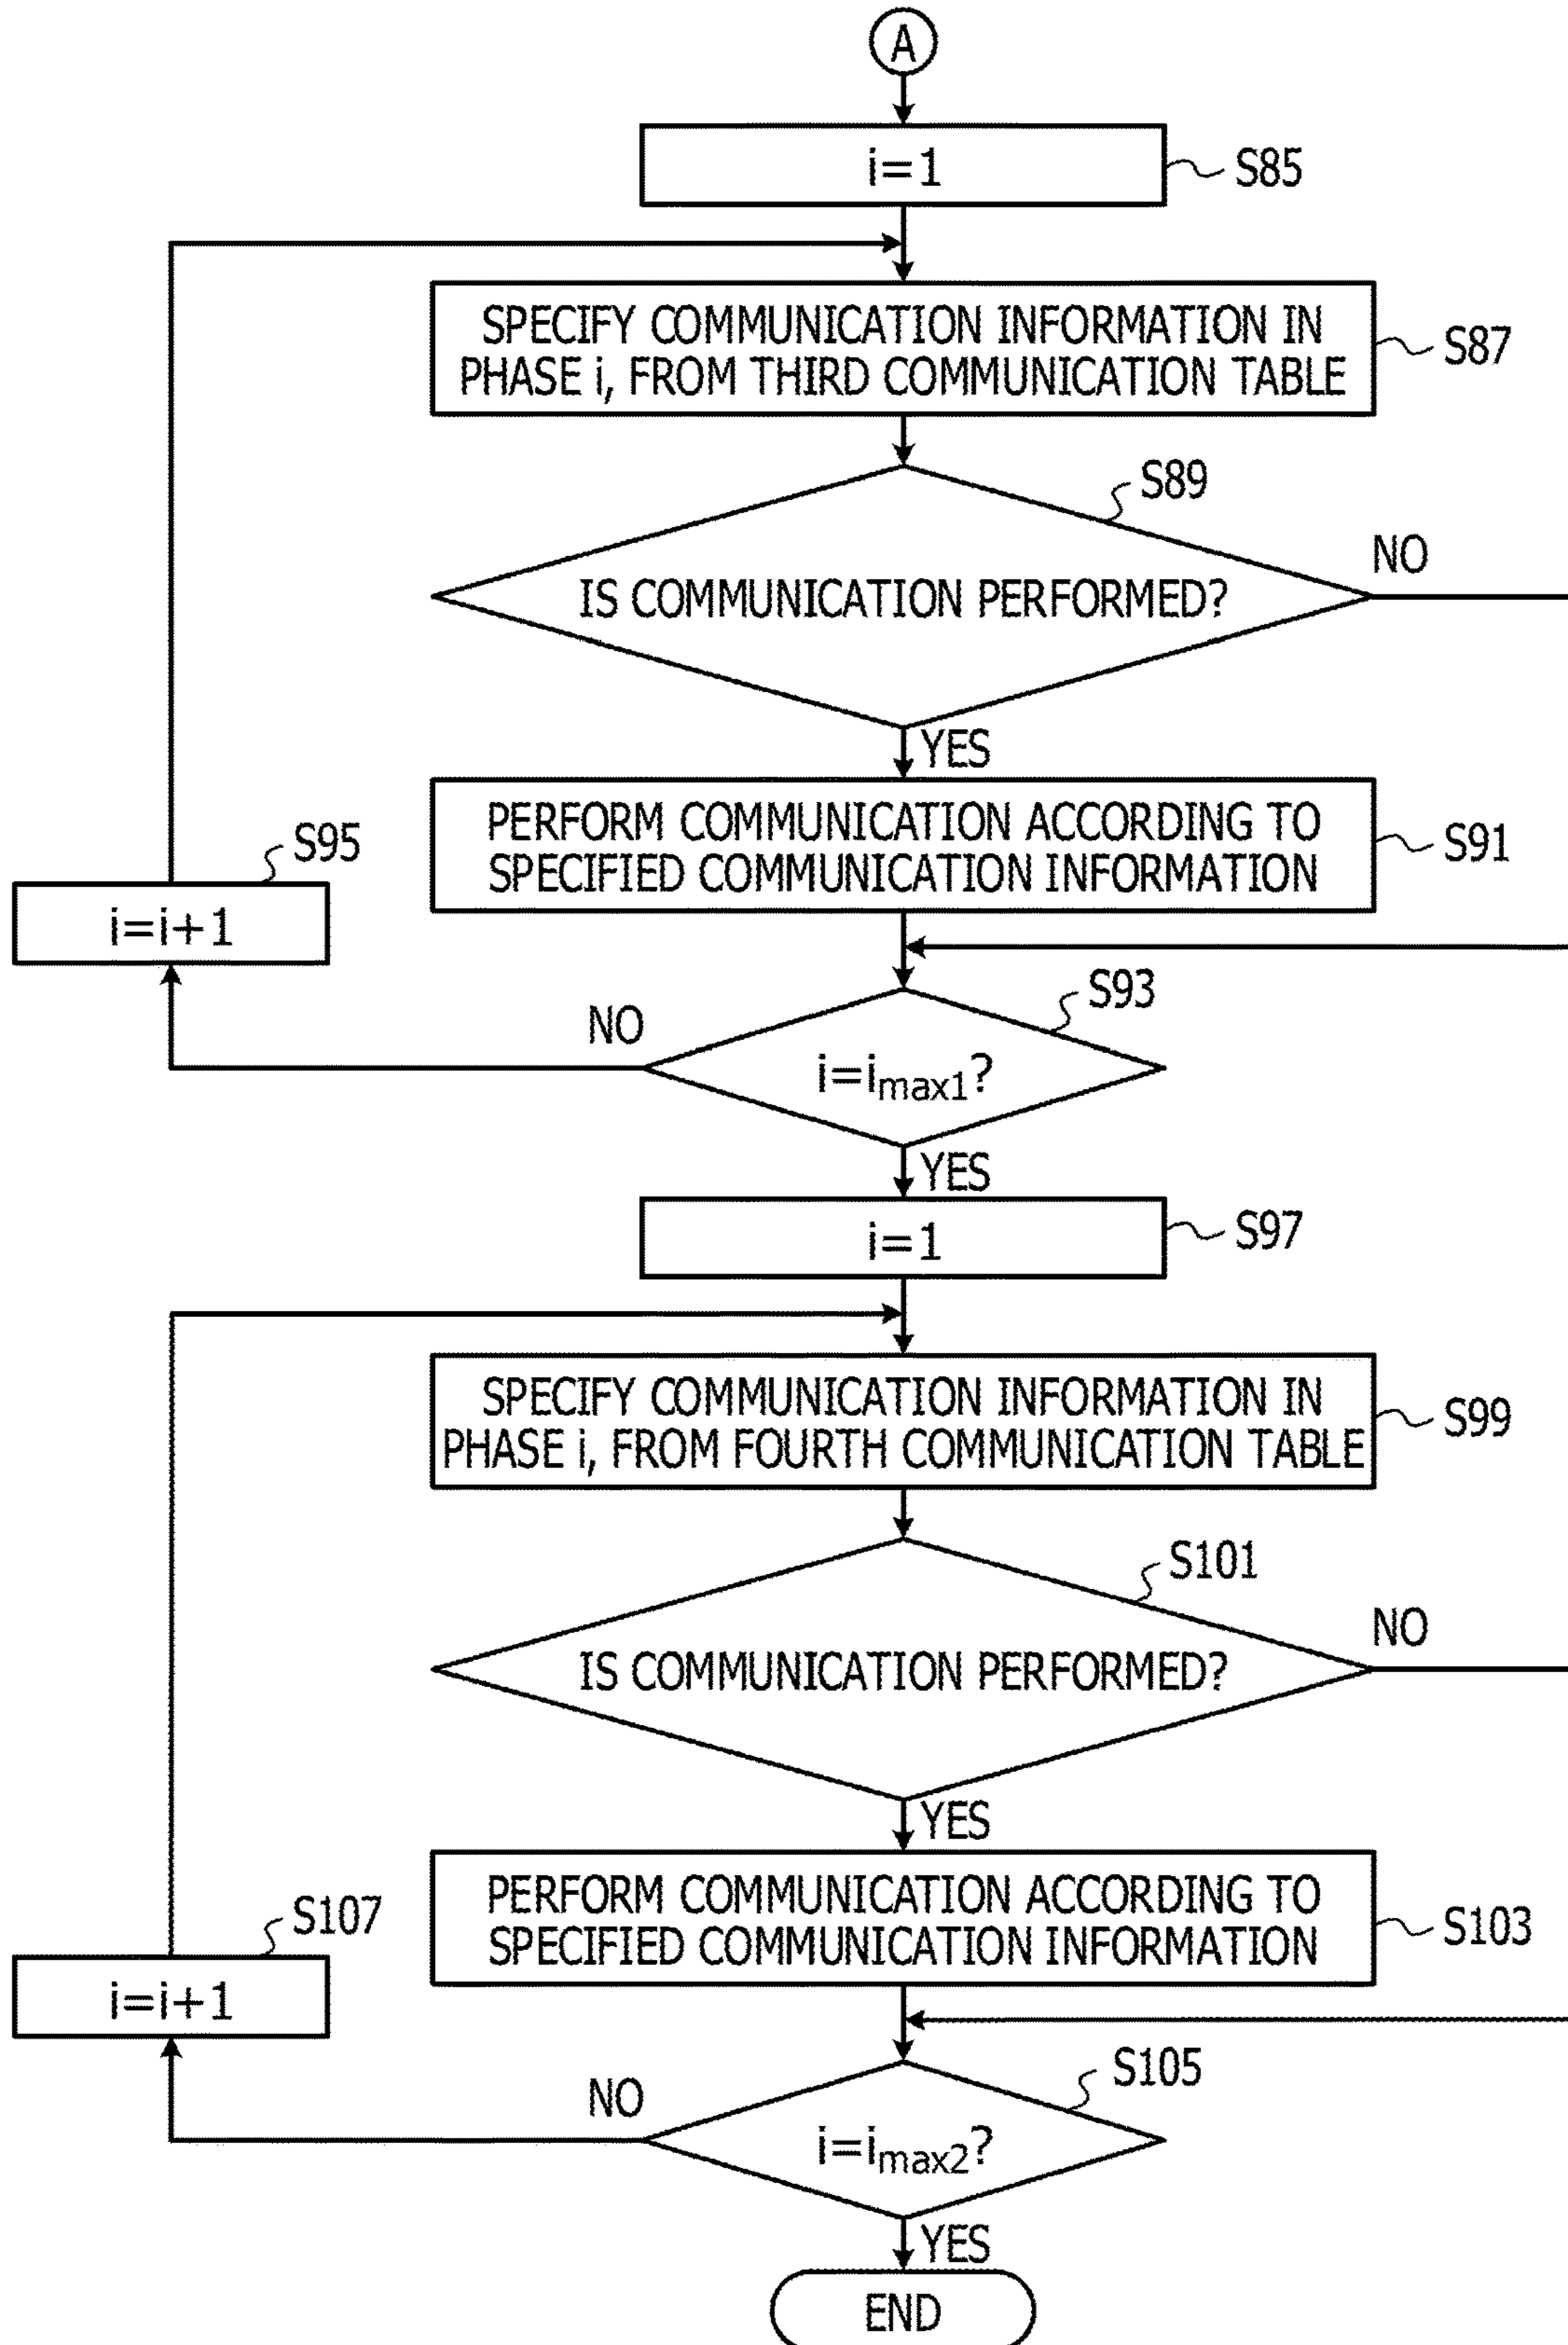 A
i=1
S85
SPECIFY COMMUNICATION INFORMATION IN
PHASE i, FROM THIRD COMMUNICATION TABLE
S87
S89
IS COMMUNICATION PERFORMED?
NO
YES
PERFORM COMMUNICATION ACCORDING TO
SPECIFIED COMMUNICATION INFORMATION
S91
S95
i=i+1
S93
NO
i=imax1?
YES
i=1
S97
SPECIFY COMMUNICATION INFORMATION IN
PHASE i, FROM FOURTH COMMUNICATION TABLE
S99
S101
IS COMMUNICATION PERFORMED?
NO
YES
PERFORM COMMUNICATION ACCORDING TO
SPECIFIED COMMUNICATION INFORMATION
S103
S107
i=i+1
S105
NO
i=imax2?
YES
END